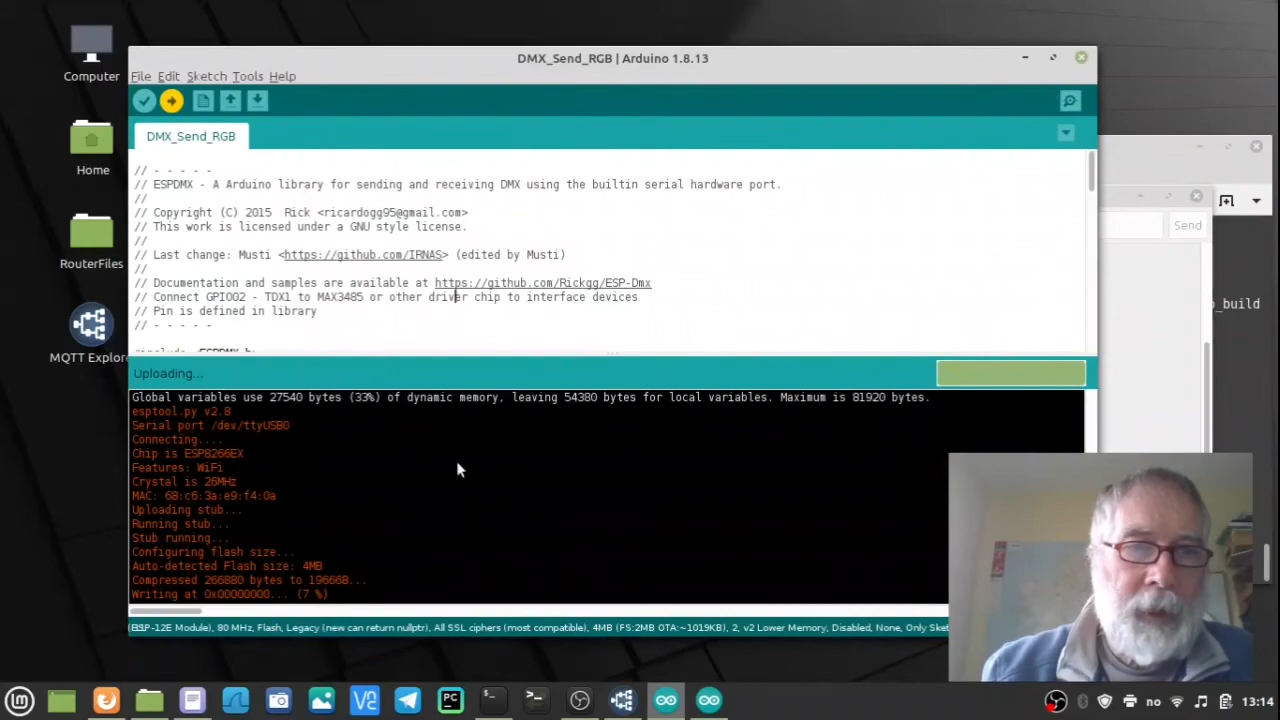 Computer
Home
RouterFiles
MQTT Explore
DMX_Send_RGB | Arduino 1.8.13
File Edit Sketch Tools Help
DMX_Send_RGB
// - - - - -
// ESPDMX - A Arduino library for sending and receiving DMX using the builtin serial hardware port.
//
// Copyright (C) 2015  Rick <ricardogg95@gmail.com>
// This work is licensed under a GNU style license.
//
// Last change: Musti <https://github.com/IRNAS> (edited by Musti)
//
// Documentation and samples are available at https://github.com/Rickgg/ESP-Dmx
// Connect GPIO02 - TDX1 to MAX3485 or other driver chip to interface devices
// Pin is defined in library
// - - - - -
#include <ESPDMX.h>
Uploading...
Global variables use 27540 bytes (33%) of dynamic memory, leaving 54380 bytes for local variables. Maximum is 81920 bytes.
esptool.py v2.8
Serial port /dev/ttyUSB0
Connecting....
Chip is ESP8266EX
Features: WiFi
Crystal is 26MHz
MAC: 68:c6:3a:e9:f4:0a
Uploading stub...
Running stub...
Stub running...
Configuring flash size...
Auto-detected Flash size: 4MB
Compressed 266880 bytes to 196668...
Writing at 0x00000000... (7 %)
ESP-12E Module), 80 MHz, Flash, Legacy (new can return nullptr), All SSL ciphers (most compatible), 4MB (FS:2MB OTA:~1019KB), 2, v2 Lower Memory, Disabled, None, Only Sket
Send
o_build
lm
VC
PC
no
13:14